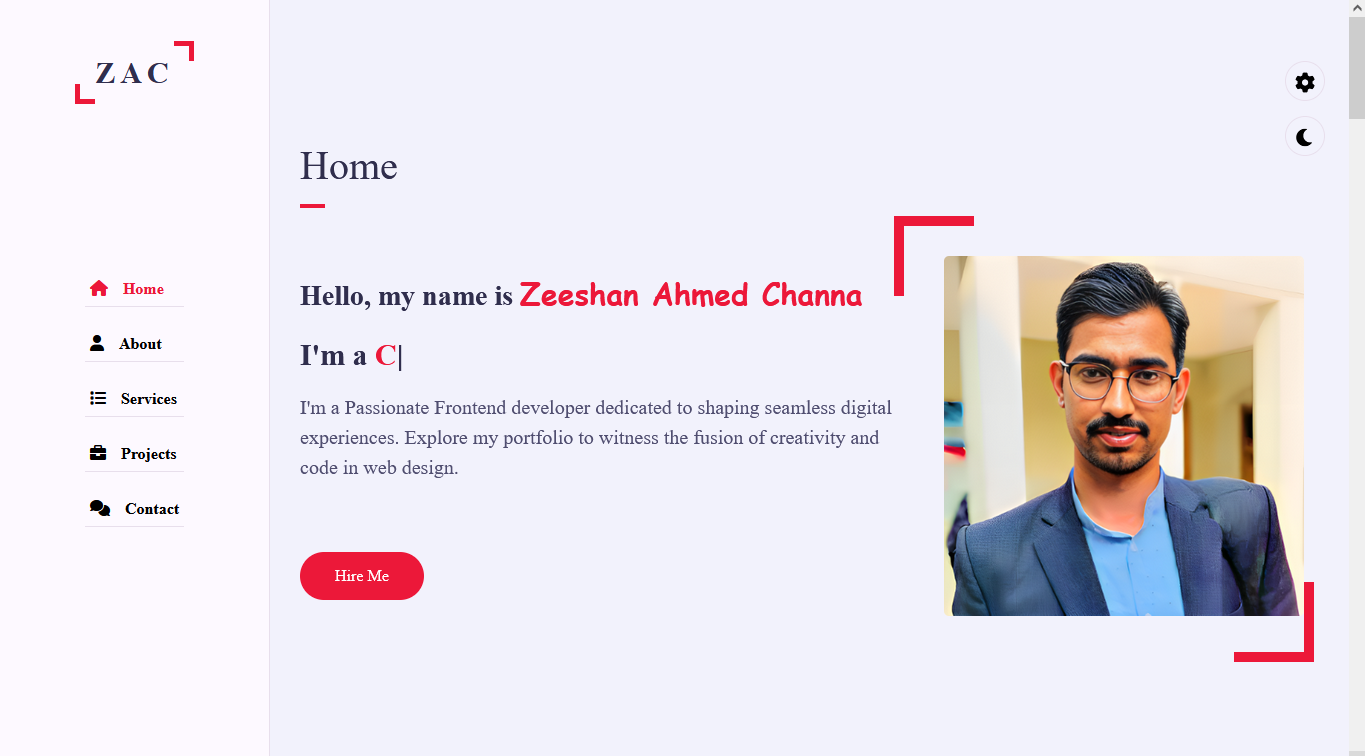 ZAC
Home
About
Services
Projects
Contact
Home
Hello, my name is Zeeshan Ahmed Channa
I'm a C|
I'm a Passionate Frontend developer dedicated to shaping seamless digital
experiences. Explore my portfolio to witness the fusion of creativity and
code in web design.
Hire Me